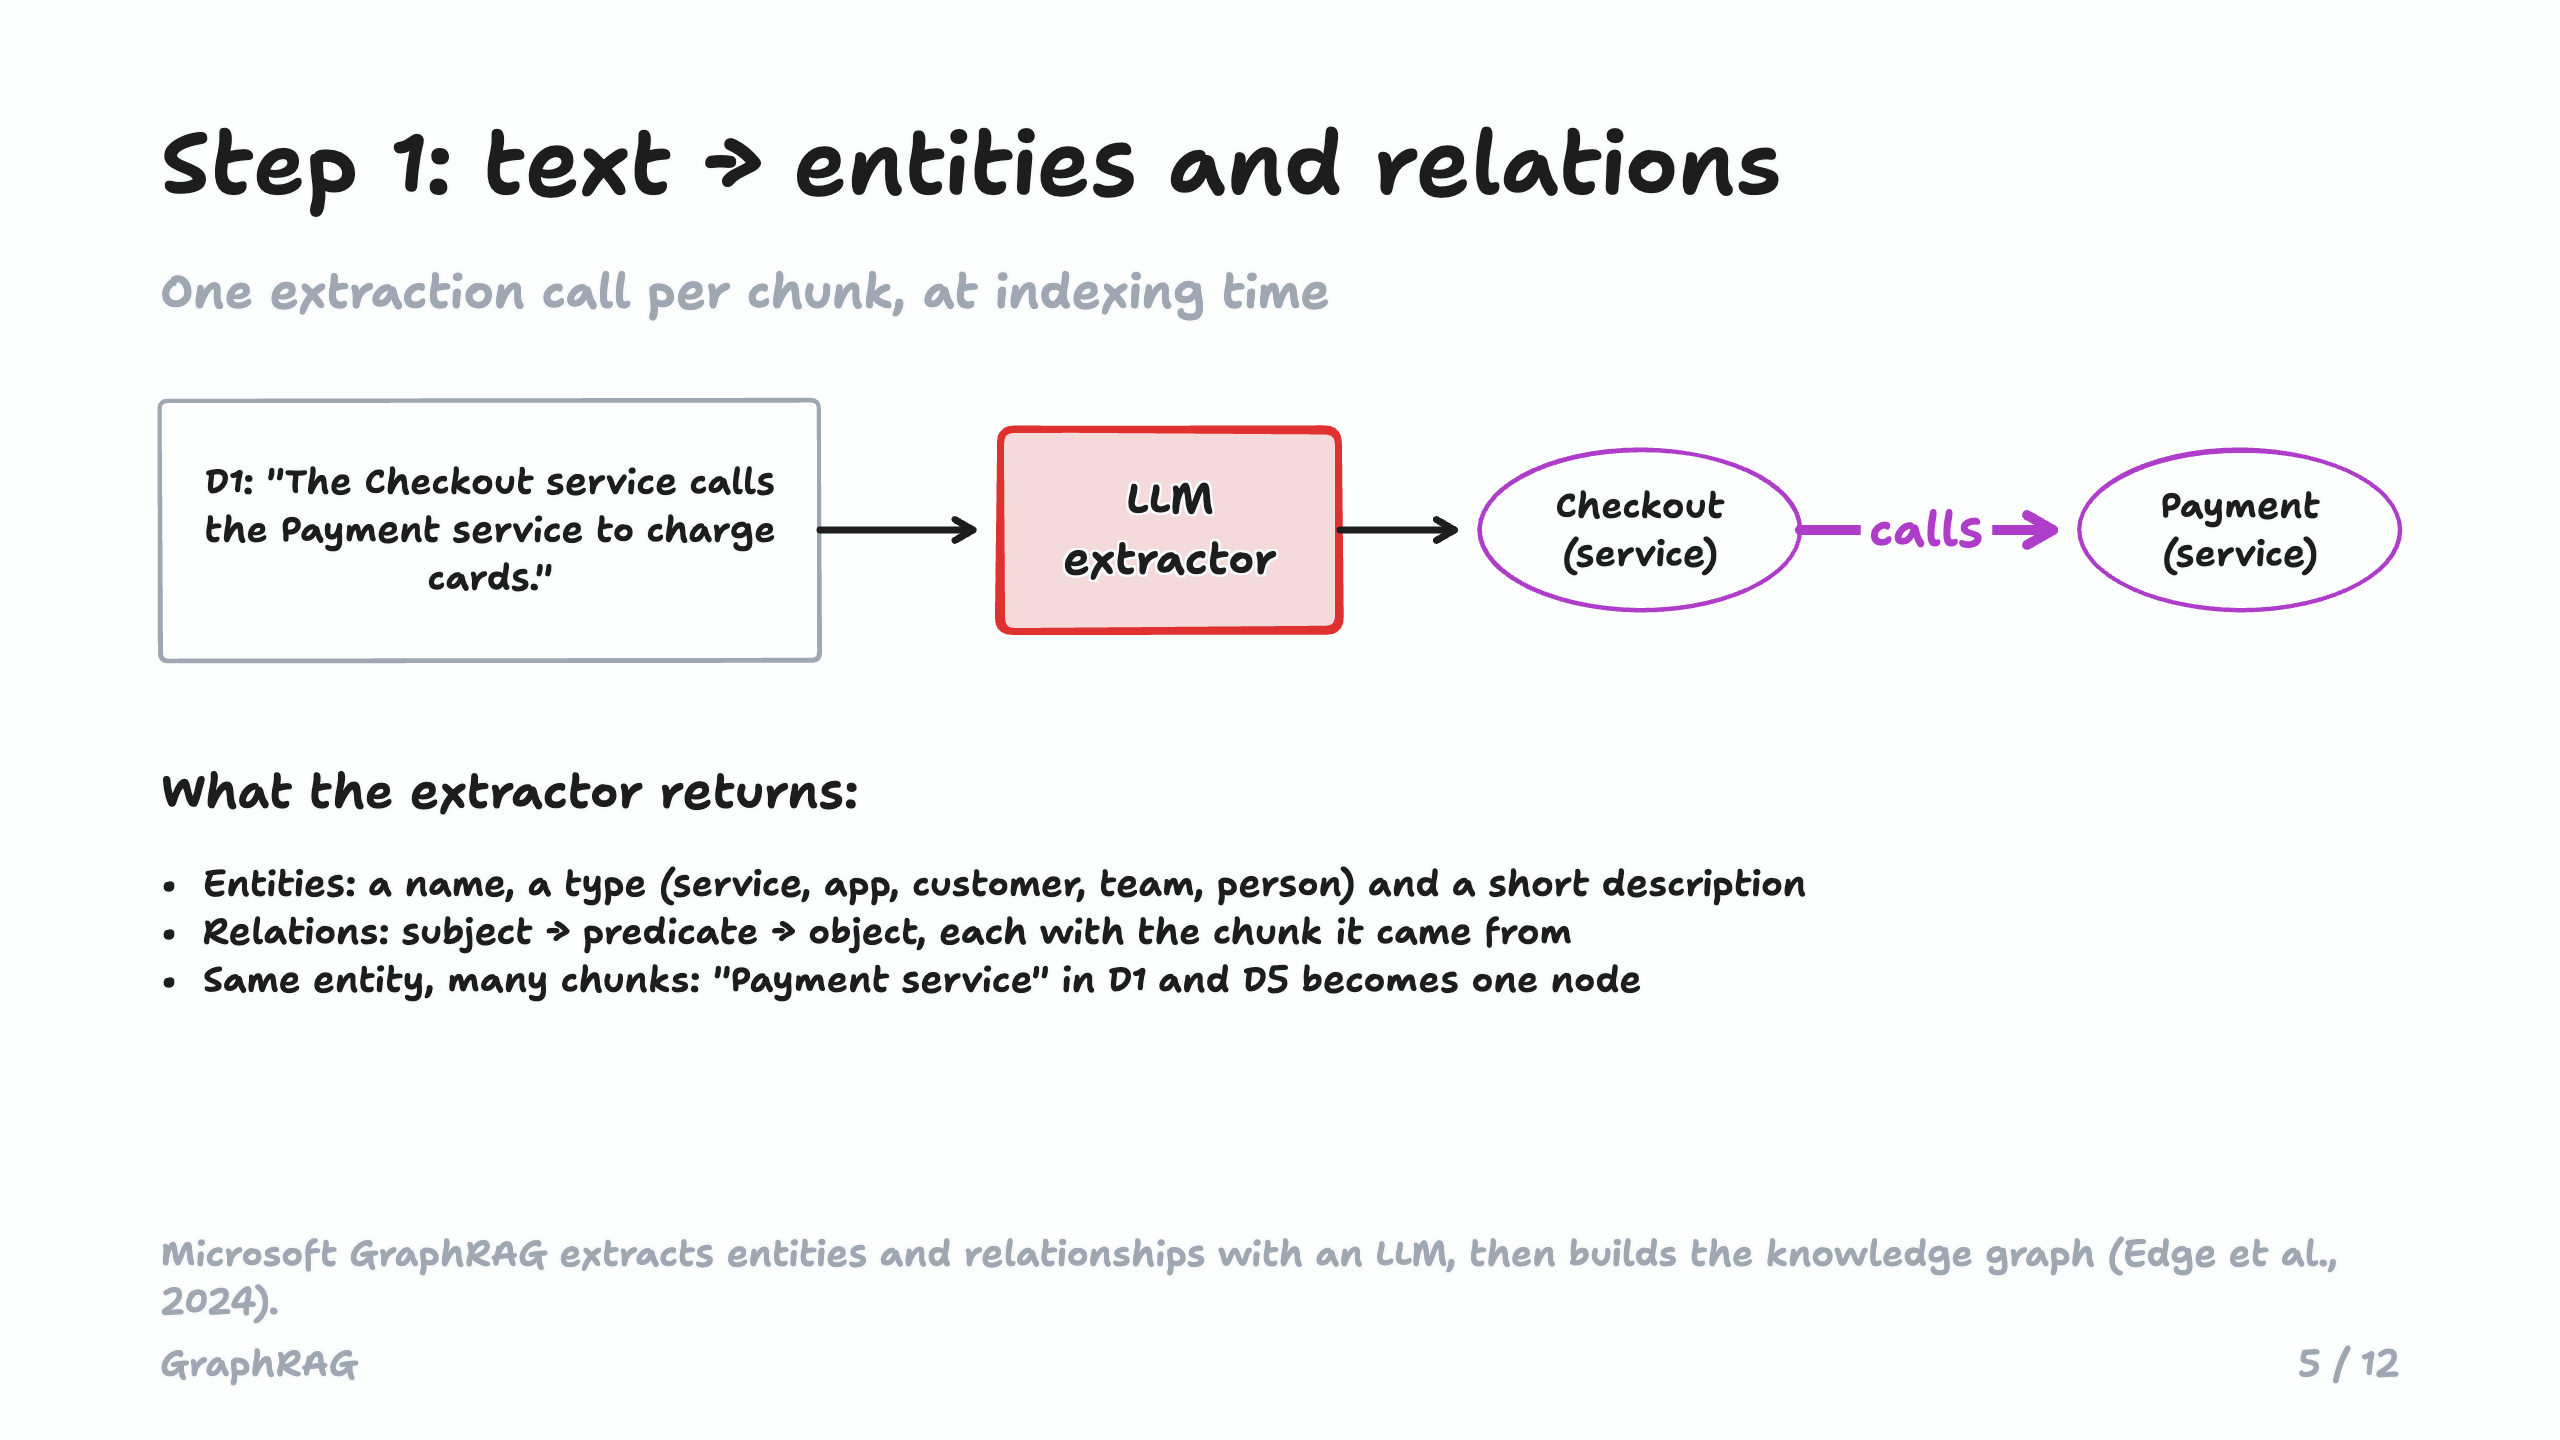 Step 1: text → entities and relations
One extraction call per chunk, at indexing time
D1: "The Checkout service calls
the Payment service to charge
cards."
LLM
extractor
Checkout
(service)
calls
Payment
(service)
What the extractor returns:
• Entities: a name, a type (service, app, customer, team, person) and a short description
• Relations: subject → predicate → object, each with the chunk it came from
• Same entity, many chunks: "Payment service" in D1 and D5 becomes one node
Microsoft GraphRAG extracts entities and relationships with an LLM, then builds the knowledge graph (Edge et al.,
2024).
GraphRAG
5 / 12